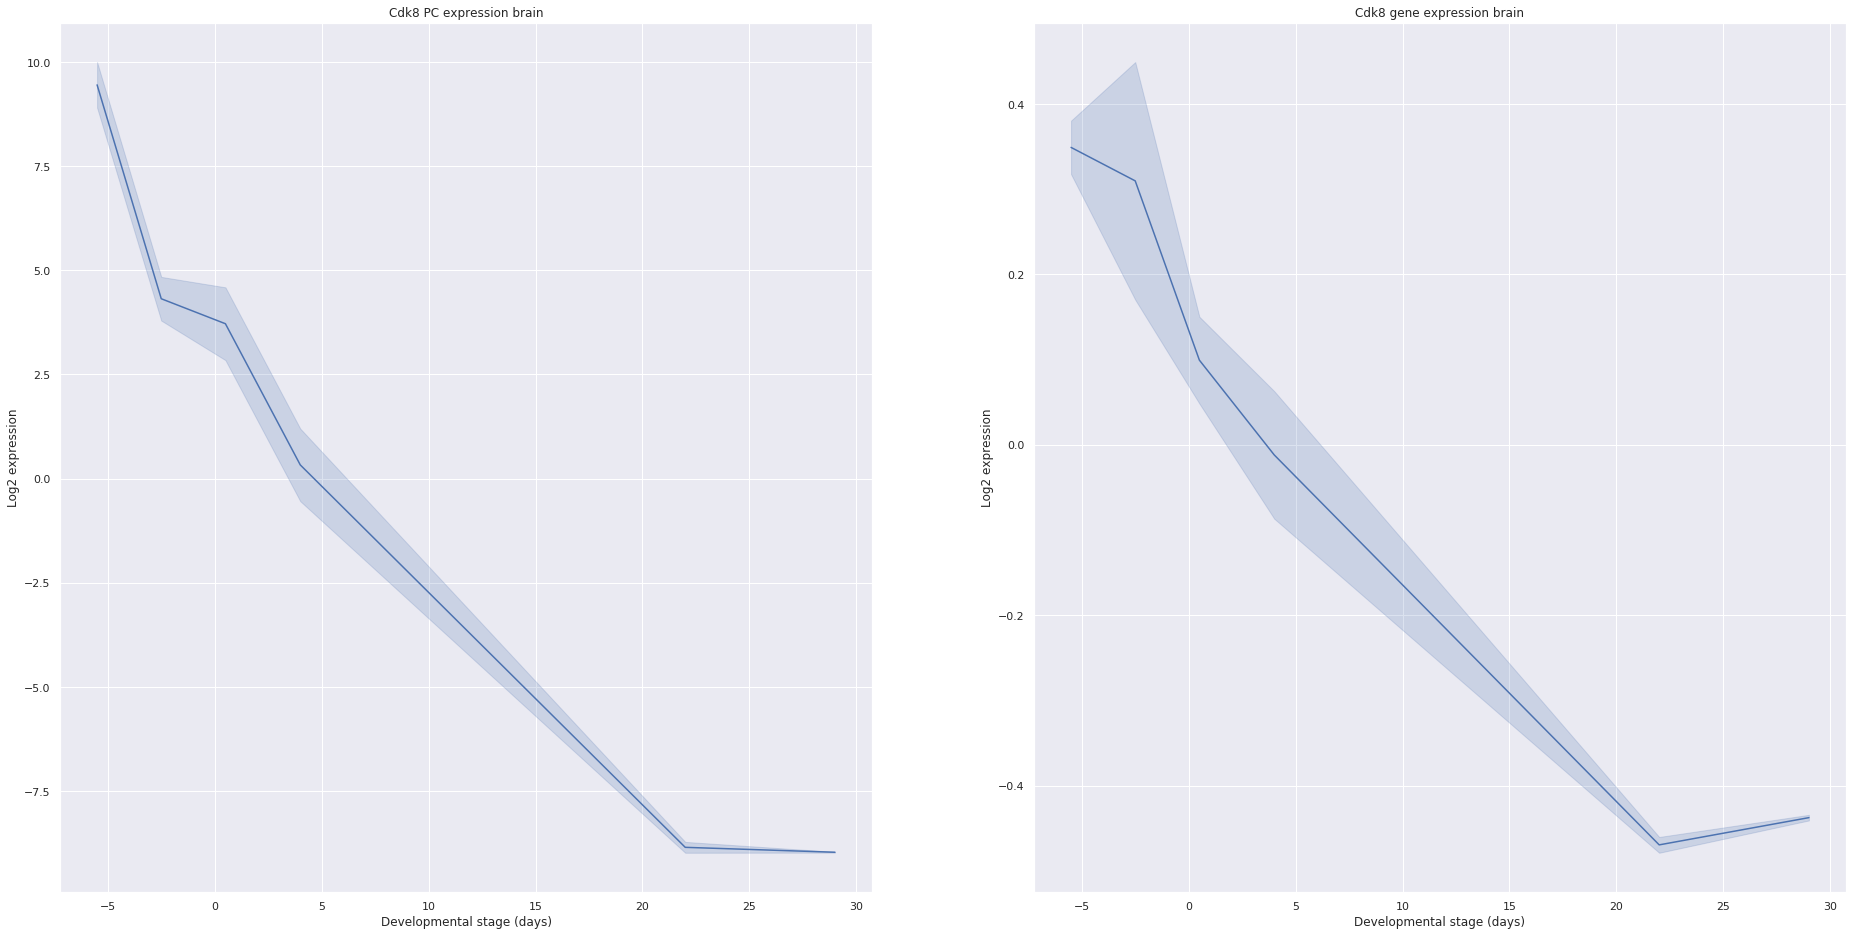 Cdk8 PC expression brain
10.0
7.5
5.0
2.5
0.0
−2.5
−5.0
−7.5
Log2 expression
−5 0 5 10 15 20 25 30
Developmental stage (days)
Cdk8 gene expression brain
0.4
0.2
0.0
−0.2
−0.4
Log2 expression
−5 0 5 10 15 20 25 30
Developmental stage (days)